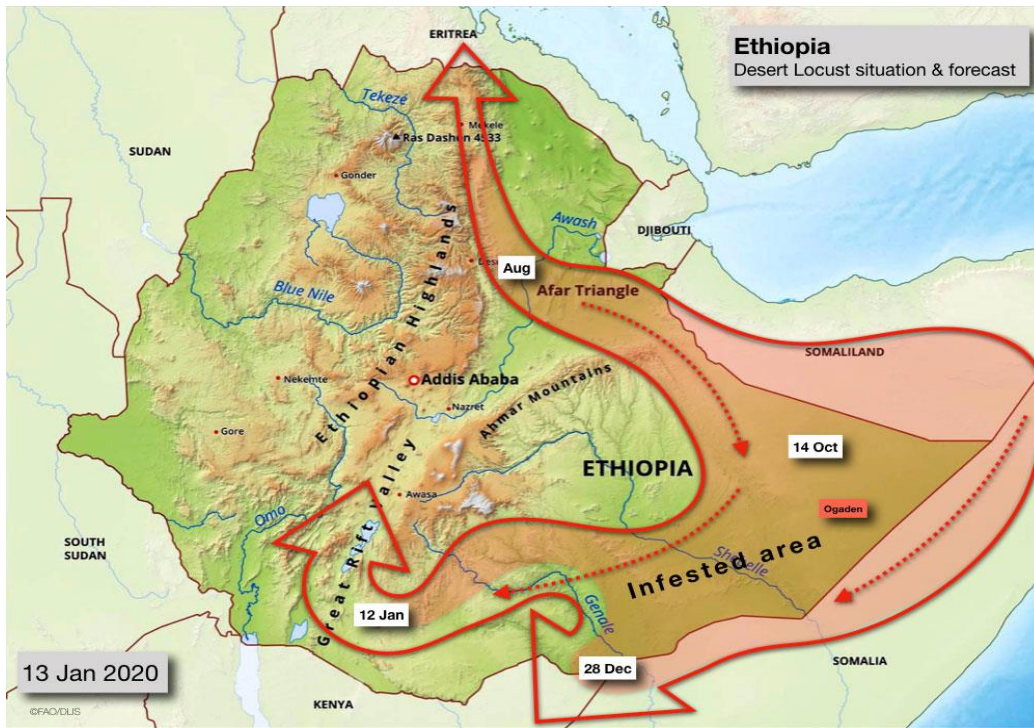 ERITREA
Ethiopia
Desert Locust situation & forecast
Tekezé
Mekele
Ras Dashen 4533
SUDAN
Gonder
Awash
DJIBOUTI
Aug
Afar Triangle
Blue Nile
Ethiopian Highlands
SOMALILAND
Nekemte
Addis Ababa
Nazret
Ahmar Mountains
Gore
14 Oct
ETHIOPIA
Awasa
Ogaden
Omo
SOUTH
SUDAN
Great Rift Valley
Infested area
Genale
12 Jan
28 Dec
SOMALIA
13 Jan 2020
KENYA
©FAO/DLIS